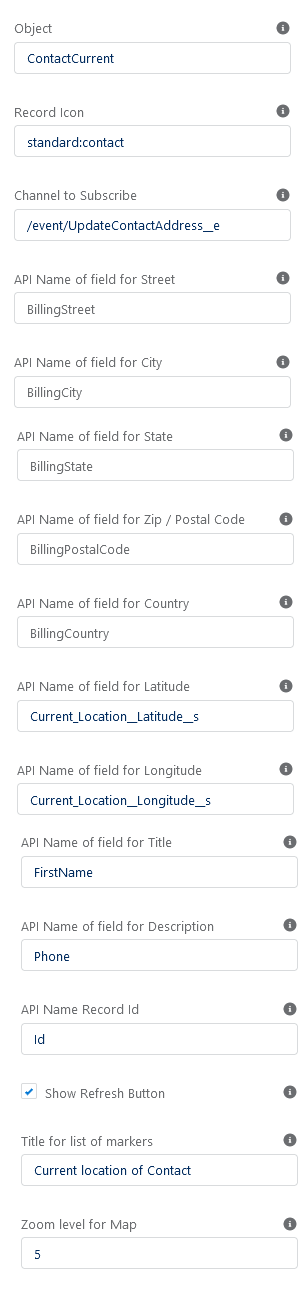 Object
ContactCurrent
Record Icon
standard:contact
Channel to Subscribe
/event/UpdateContactAddress__e
API Name of field for Street
BillingStreet
API Name of field for City
BillingCity
API Name of field for State
BillingState
API Name of field for Zip / Postal Code
BillingPostalCode
API Name of field for Country
BillingCountry
API Name of field for Latitude
Current_Location__Latitude__s
API Name of field for Longitude
Current_Location__Longitude__s
API Name of field for Title
FirstName
API Name of field for Description
Phone
API Name Record Id
Id
Show Refresh Button
Title for list of markers
Current location of Contact
Zoom level for Map
5